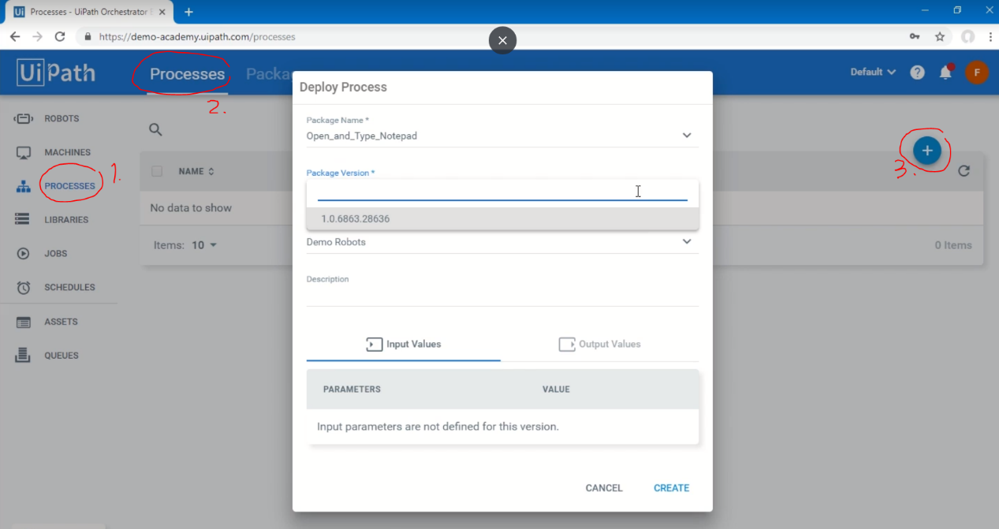 Processes - UiPath Orchestrator
https://demo-academy.uipath.com/processes
UiPath
Processes
Default
F
2.
ROBOTS
MACHINES
1.
PROCESSES
LIBRARIES
JOBS
SCHEDULES
ASSETS
QUEUES
NAME
No data to show
Items: 10
0 Items
3.
Deploy Process
Package Name *
Open_and_Type_Notepad
Package Version *
1.0.6863.28636
Demo Robots
Description
Input Values
Output Values
PARAMETERS
VALUE
Input parameters are not defined for this version.
CANCEL
CREATE